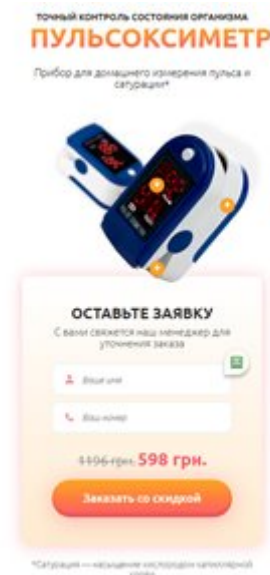 ТОЧНЫЙ КОНТРОЛЬ СОСТОЯНИЯ ОРГАНИЗМА
ПУЛЬСОКСИМЕТР
Прибор для домашнего измерения пульса и
сатурации*
ОСТАВЬТЕ ЗАЯВКУ
С вами свяжется наш менеджер для
уточнения заказа
Ваше имя
Ваш номер
1196 грн. 598 грн.
Заказать со скидкой
*Сатурация — насыщение кислородом капиллярной
крови